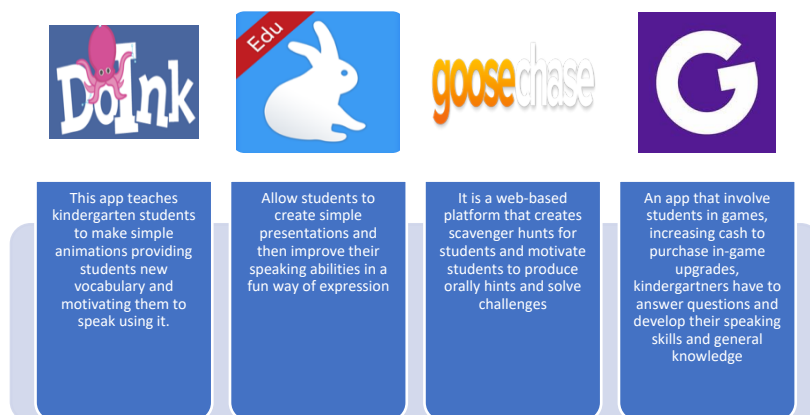 DoInk
Edu
goosechase
G
This app teaches
kindergarten students
to make simple
animations providing
students new
vocabulary and
motivating them to
speak using it.
Allow students to
create simple
presentations and
then improve their
speaking abilities in a
fun way of expression
It is a web-based
platform that creates
scavenger hunts for
students and motivate
students to produce
orally hints and solve
challenges
An app that involve
students in games,
increasing cash to
purchase in-game
upgrades,
kindergartners have to
answer questions and
develop their speaking
skills and general
knowledge